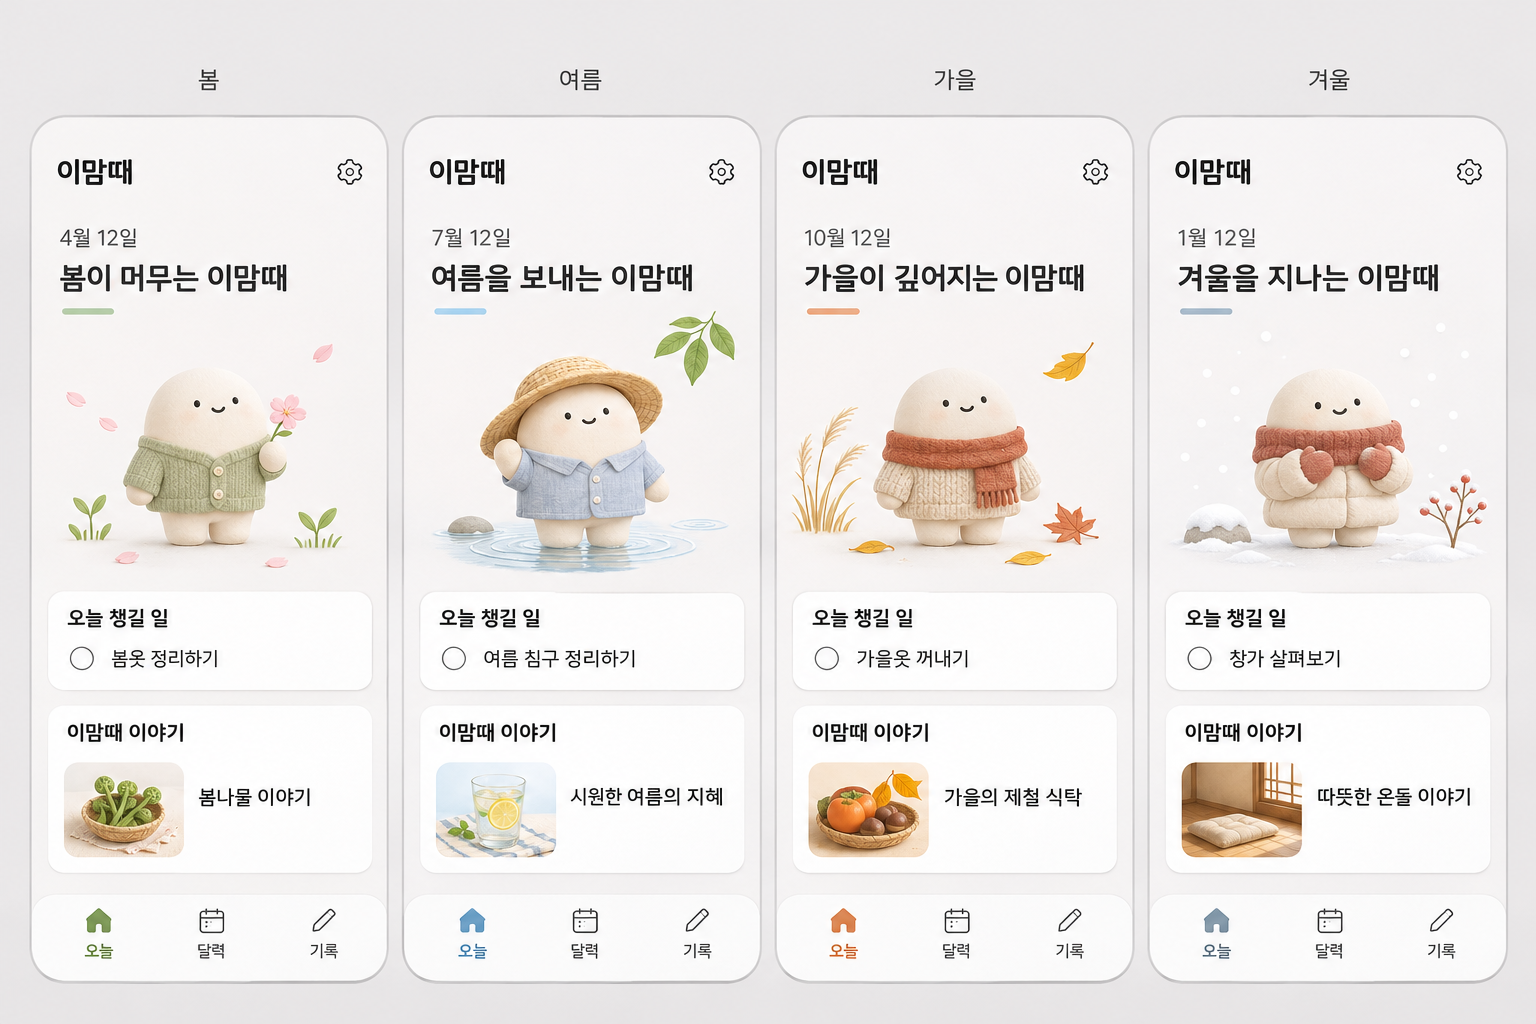 봄
이맘때
4월 12일
봄이 머무는 이맘때
오늘 챙길 일
봄옷 정리하기
이맘때 이야기
봄나물 이야기
오늘
달력
기록
여름
이맘때
7월 12일
여름을 보내는 이맘때
오늘 챙길 일
여름 침구 정리하기
이맘때 이야기
시원한 여름의 지혜
오늘
달력
기록
가을
이맘때
10월 12일
가을이 깊어지는 이맘때
오늘 챙길 일
가을옷 꺼내기
이맘때 이야기
가을의 제철 식탁
오늘
달력
기록
겨울
이맘때
1월 12일
겨울을 지나는 이맘때
오늘 챙길 일
창가 살펴보기
이맘때 이야기
따뜻한 온돌 이야기
오늘
달력
기록